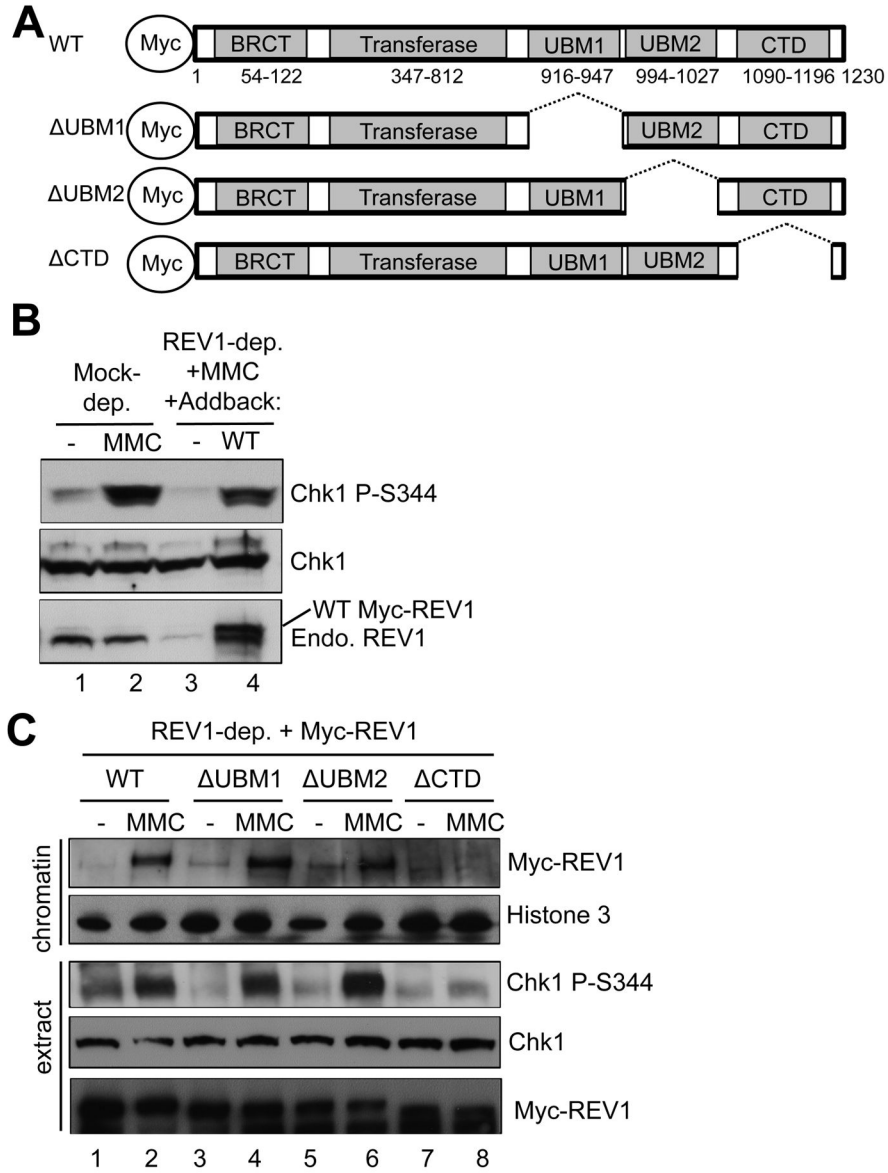 A
WT Myc BRCT Transferase UBM1 UBM2 CTD
1 54-122 347-812 916-947 994-1027 1090-1196 1230
ΔUBM1 Myc BRCT Transferase UBM2 CTD
ΔUBM2 Myc BRCT Transferase UBM1 CTD
ΔCTD Myc BRCT Transferase UBM1 UBM2
B
Mock-
dep.
REV1-dep.
+MMC
+Addback:
- MMC - WT
Chk1 P-S344
Chk1
WT Myc-REV1
Endo. REV1
1 2 3 4
C
REV1-dep. + Myc-REV1
WT ΔUBM1 ΔUBM2 ΔCTD
- MMC - MMC - MMC - MMC
chromatin
Myc-REV1
Histone 3
extract
Chk1 P-S344
Chk1
Myc-REV1
1 2 3 4 5 6 7 8